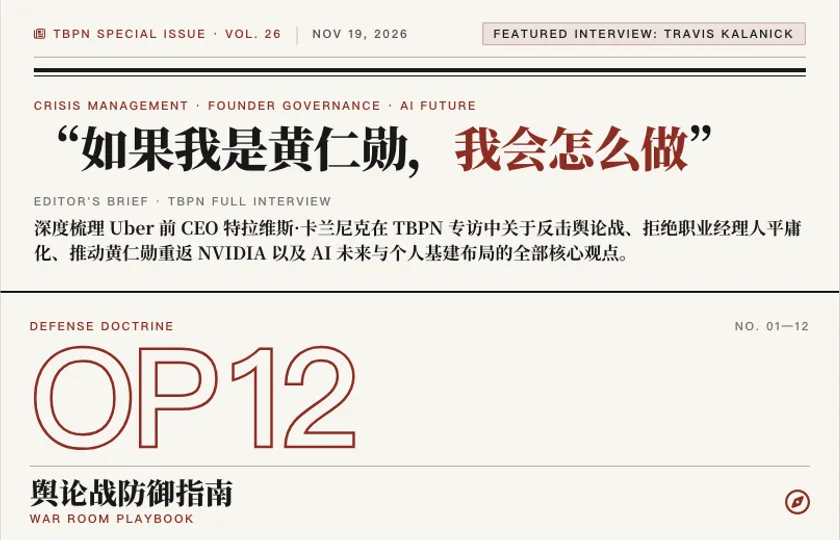 TBPN SPECIAL ISSUE · VOL. 26 NOV 19, 2026 FEATURED INTERVIEW: TRAVIS KALANICK
CRISIS MANAGEMENT · FOUNDER GOVERNANCE · AI FUTURE
“如果我是黄仁勋，我会怎么做”
EDITOR'S BRIEF · TBPN FULL INTERVIEW
深度梳理 Uber 前 CEO 特拉维斯·卡兰尼克在 TBPN 专访中关于反击舆论战、拒绝职业经理人平庸
化、推动黄仁勋重返 NVIDIA 以及 AI 未来与个人基建布局的全部核心观点。
DEFENSE DOCTRINE NO. 01—12
OP12
舆论战防御指南
WAR ROOM PLAYBOOK